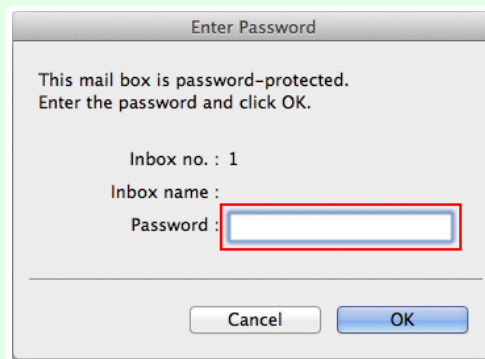 Enter Password
This mail box is password-protected.
Enter the password and click OK.
Inbox no. : 1
Inbox name :
Password :
Cancel
OK